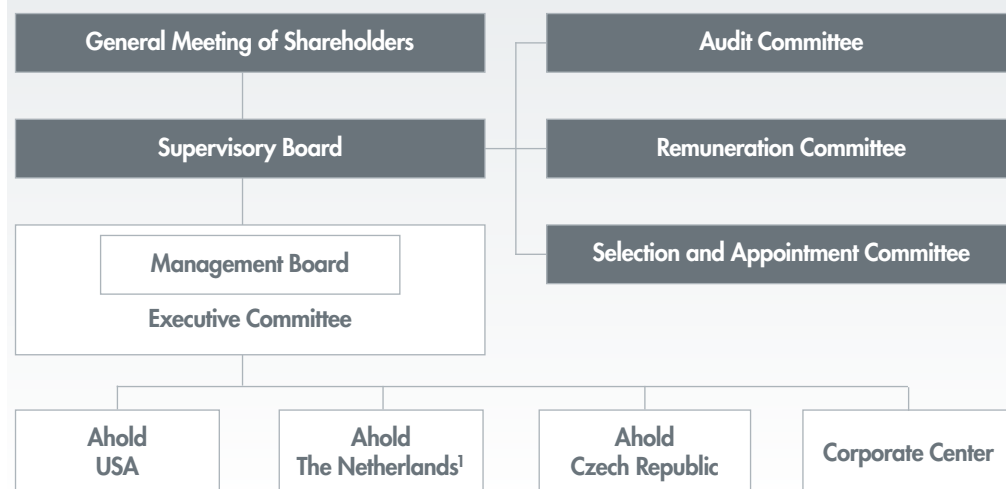 General Meeting of Shareholders
Audit Committee
Supervisory Board
Remuneration Committee
Selection and Appointment Committee
Management Board
Executive Committee
Ahold
USA
Ahold
The Netherlands¹
Ahold
Czech Republic
Corporate Center